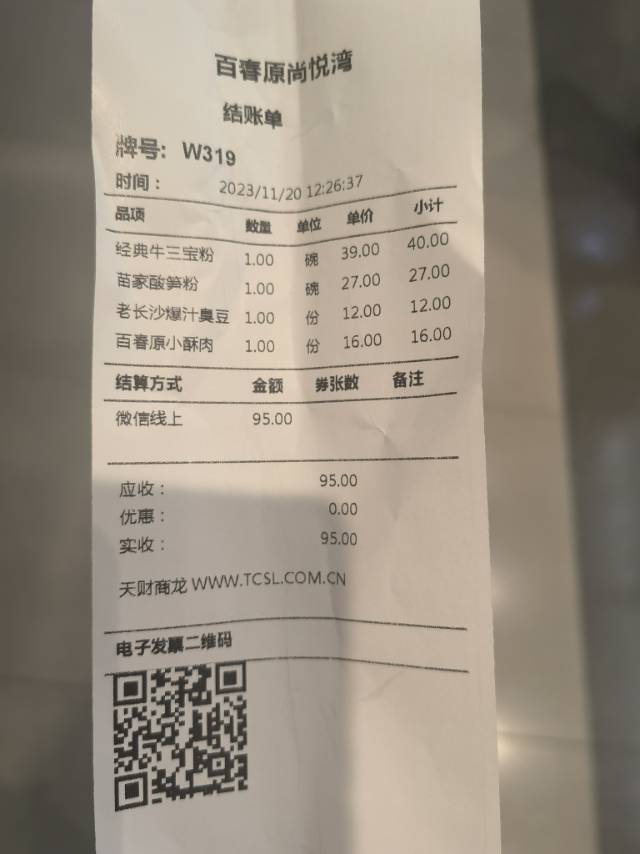 百春原尚悦湾
结账单
牌号: W319
时间： 2023/11/20 12:26:37
品项 数量 单位 单价 小计
经典牛三宝粉 1.00 碗 39.00 40.00
苗家酸笋粉 1.00 碗 27.00 27.00
老长沙爆汁臭豆 1.00 份 12.00 12.00
百春原小酥肉 1.00 份 16.00 16.00
结算方式 金额 券张数 备注
微信线上 95.00
应收： 95.00
优惠： 0.00
实收： 95.00
天财商龙 WWW.TCSL.COM.CN
电子发票二维码